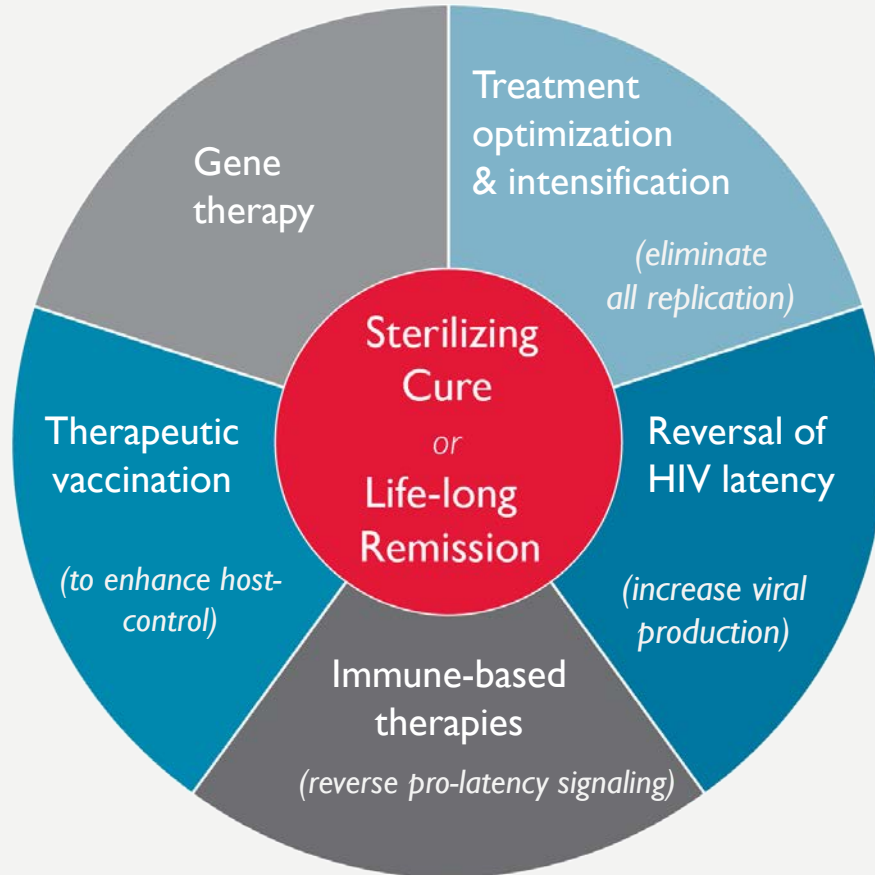 Treatment
optimization
& intensification
(eliminate
all replication)
Reversal of
HIV latency
(increase viral
production)
Immune-based
therapies
(reverse pro-latency signaling)
Therapeutic
vaccination
(to enhance host-
control)
Gene
therapy
Sterilizing
Cure
or
Life-long
Remission